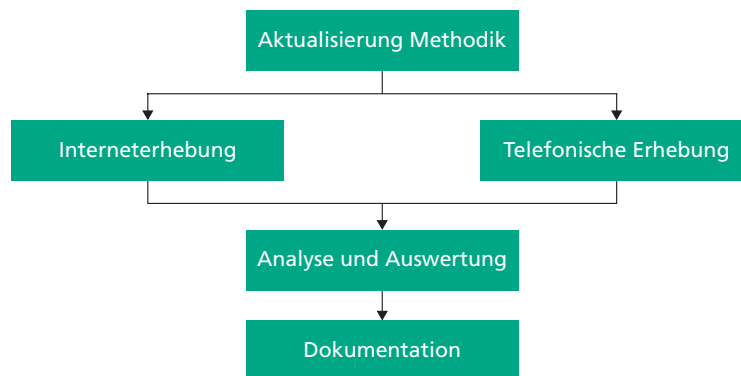 Aktualisierung Methodik
Interneterhebung
Telefonische Erhebung
Analyse und Auswertung
Dokumentation